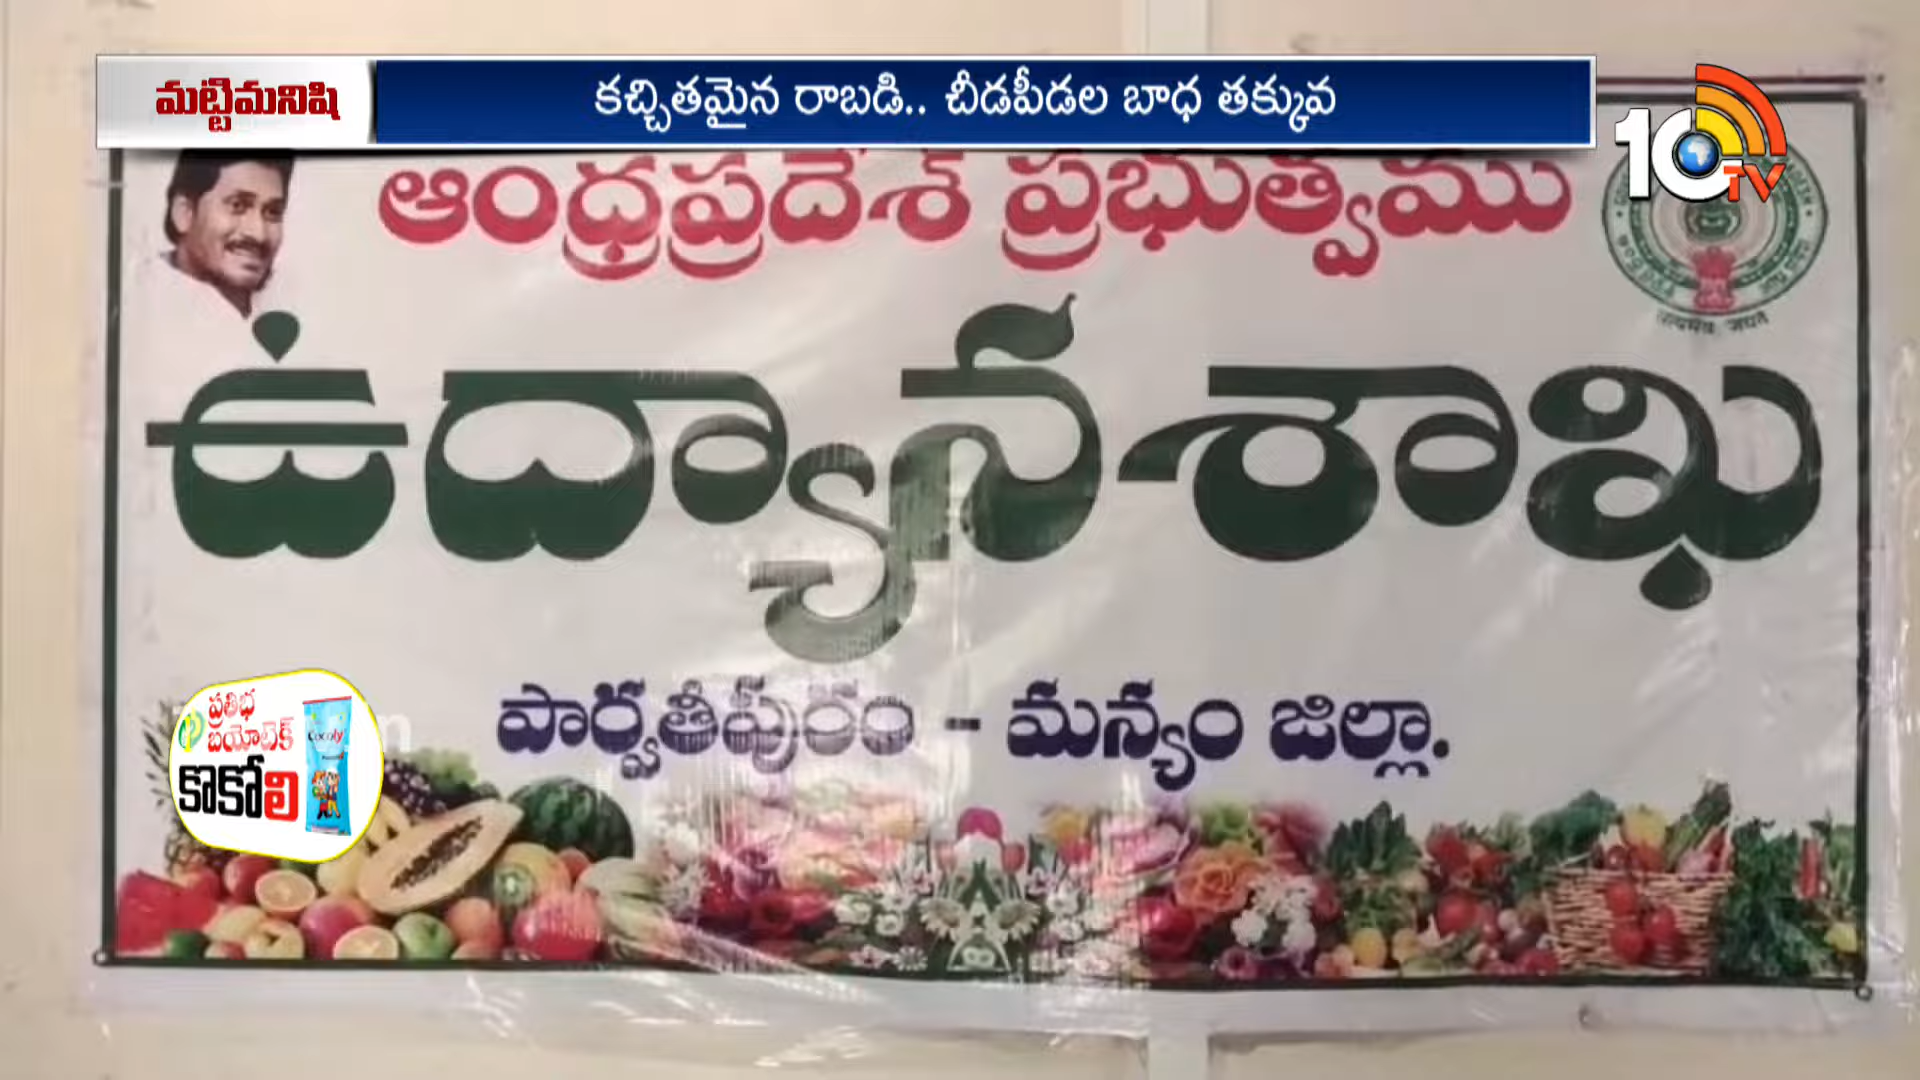 మట్టిమనిషి
కచ్చితమైన రాబడి.. చీడపీడల బాధ తక్కువ
10TV
ఆంధ్రప్రదేశ్ ప్రభుత్వము
ఉద్యానశాఖ
పార్వతీపురం - మన్యం జిల్లా.
ప్రతిభ
బయోటెక్
కొకోలి
Cocoly